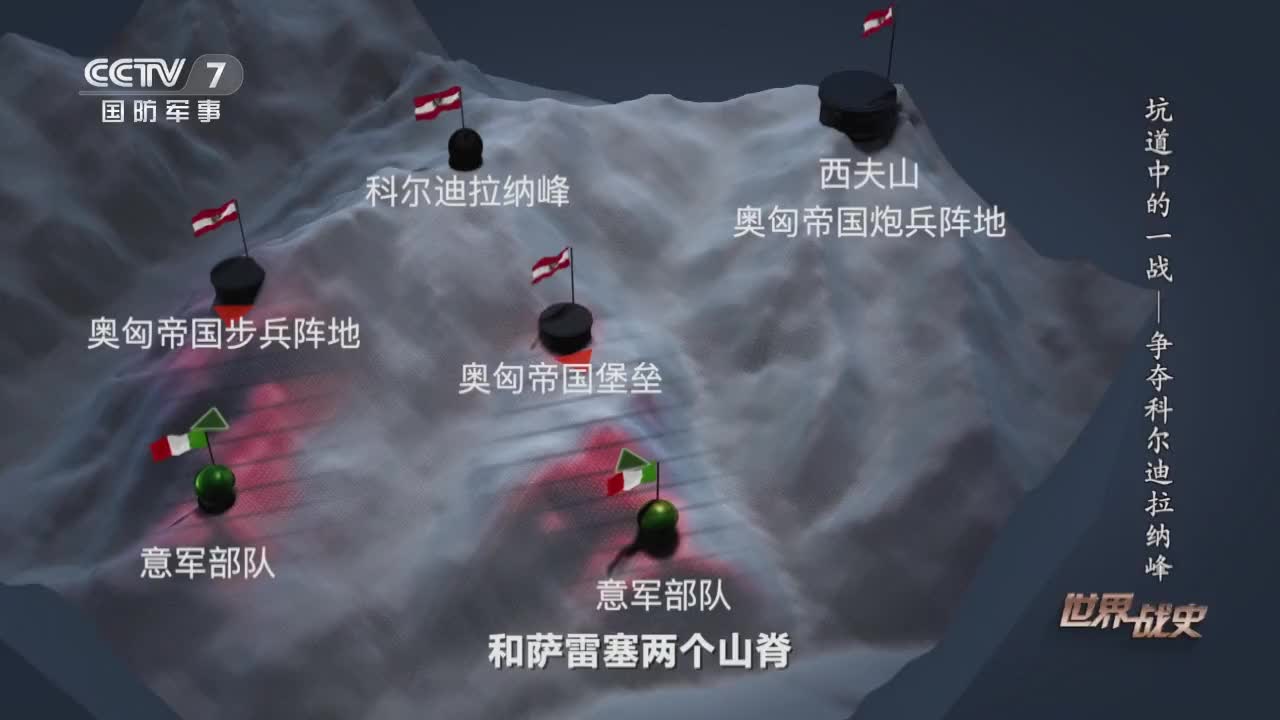 CCTV 7
国防军事
科尔迪拉纳峰
西夫山
奥匈帝国炮兵阵地
奥匈帝国步兵阵地
奥匈帝国堡垒
意军部队
意军部队
和萨雷塞两个山脊
坑道中的一战—争夺科尔迪拉纳峰
世界战史